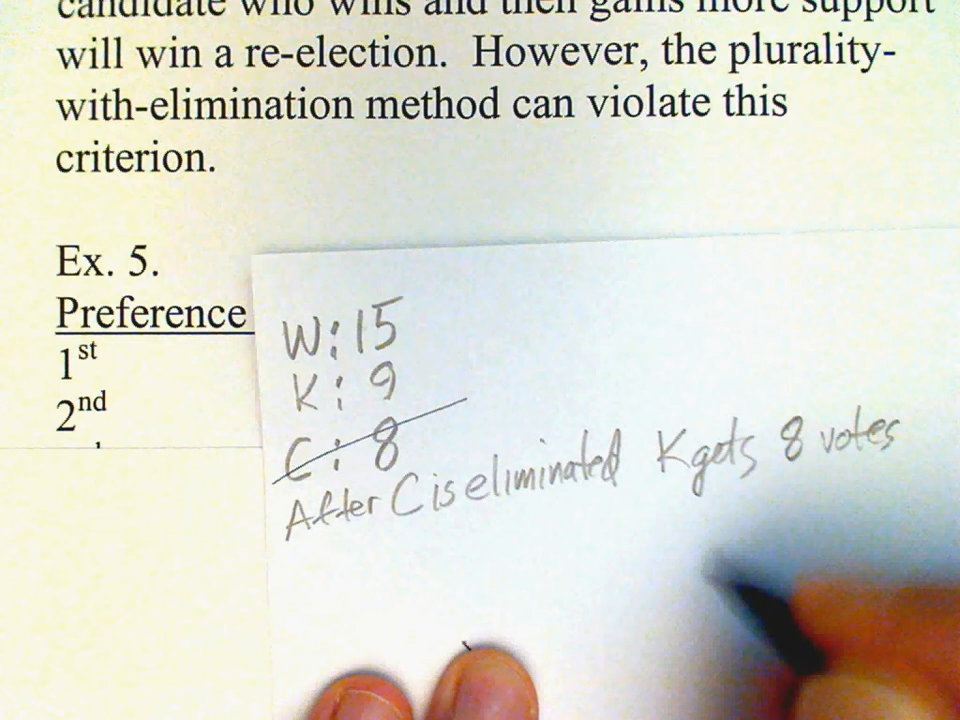 candidate who wins and then gains more support
will win a re-election. However, the plurality-
with-elimination method can violate this
criterion.
Ex. 5.
Preference
1st
2nd
W: 15
K: 9
C: 8
After C is eliminated K gets 8 votes